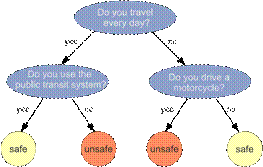 Do you travel
every day?
yes
no
Do you use the
public transit system?
Do you drive a
motorcycle?
yes
no
yes
no
safe
unsafe
unsafe
safe